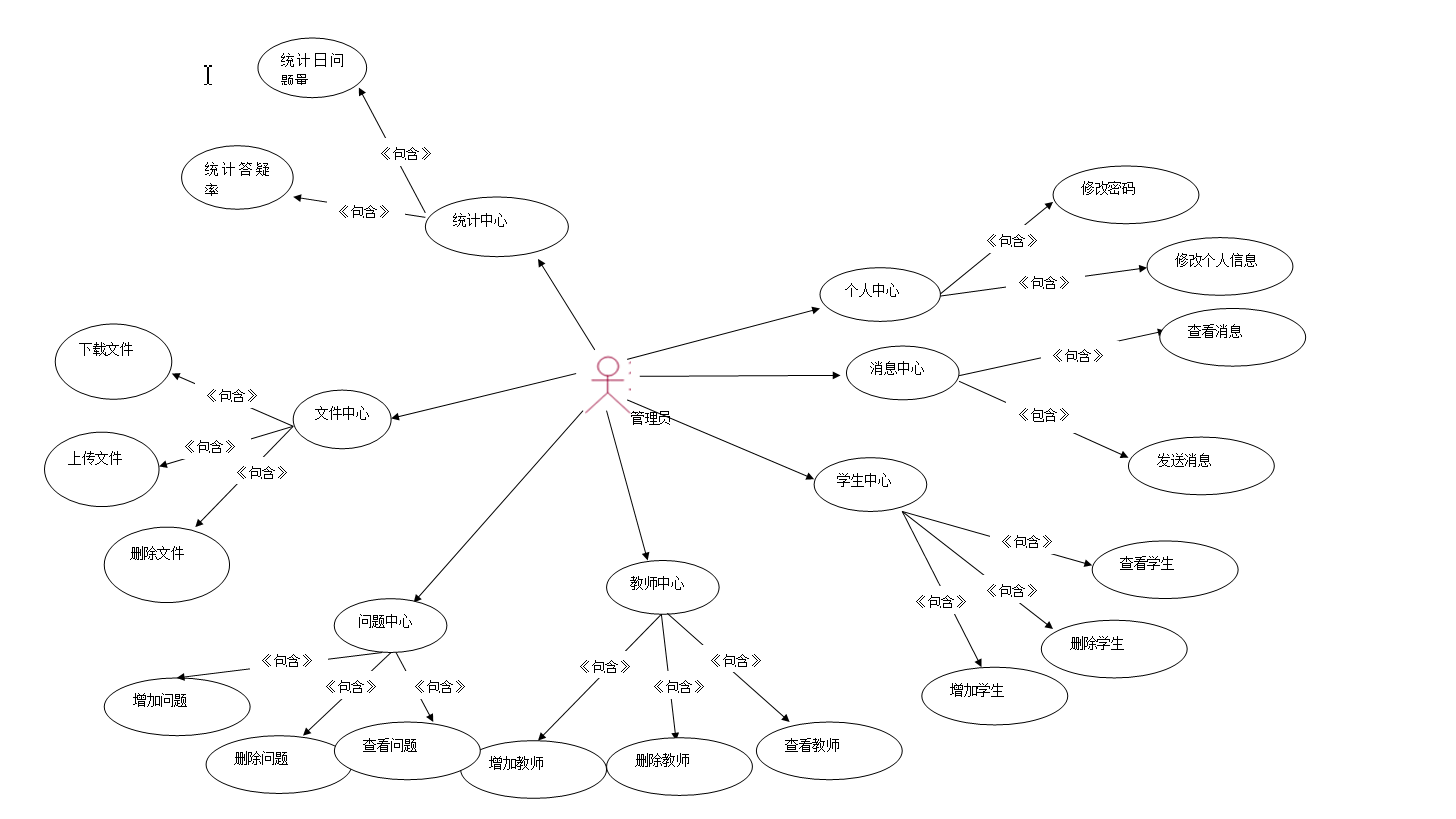 统计日问
题量
《包含》
统计答疑
率
《包含》
统计中心
修改密码
《包含》
修改个人信息
《包含》
个人中心
查看消息
《包含》
消息中心
《包含》
发送消息
下载文件
《包含》
文件中心
上传文件
《包含》
《包含》
删除文件
管理员
学生中心
《包含》
查看学生
《包含》
《包含》
删除学生
增加学生
教师中心
问题中心
《包含》
《包含》
《包含》
增加问题
删除问题
查看问题
《包含》
《包含》
《包含》
增加教师
删除教师
查看教师